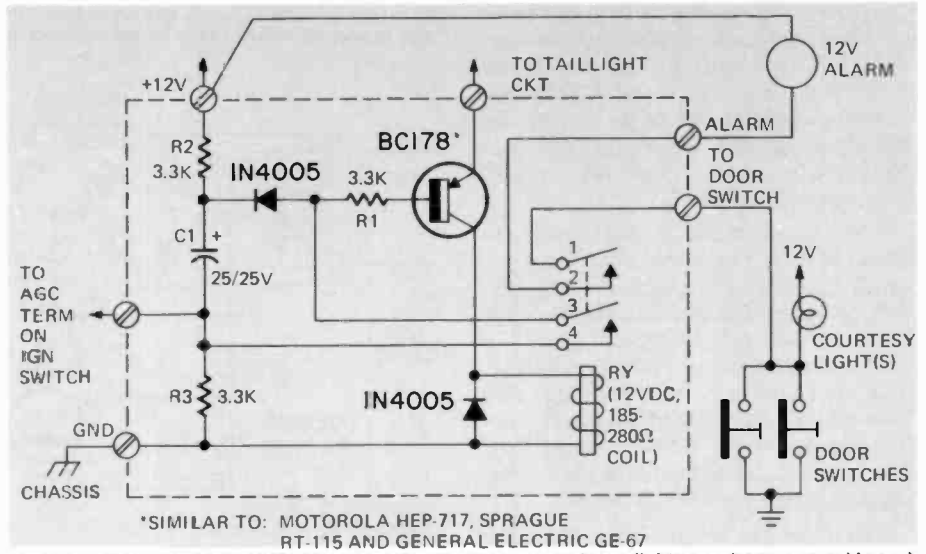 +12V
TO TAILLIGHT
CKT
12V
ALARM
R2
3.3K
IN4005
BC178*
3.3K
R1
ALARM
TO
DOOR
SWITCH
C1 +
25/25V
1
2
3
4
12V
TO
ACC
TERM
ON
IGN
SWITCH
COURTESY
LIGHT(S)
R3 3.3K
IN4005
RY
(12VDC,
185-
280Ω
COIL)
GND
CHASSIS
DOOR
SWITCHES
*SIMILAR TO: MOTOROLA HEP-717, SPRAGUE
RT-115 AND GENERAL ELECTRIC GE-67